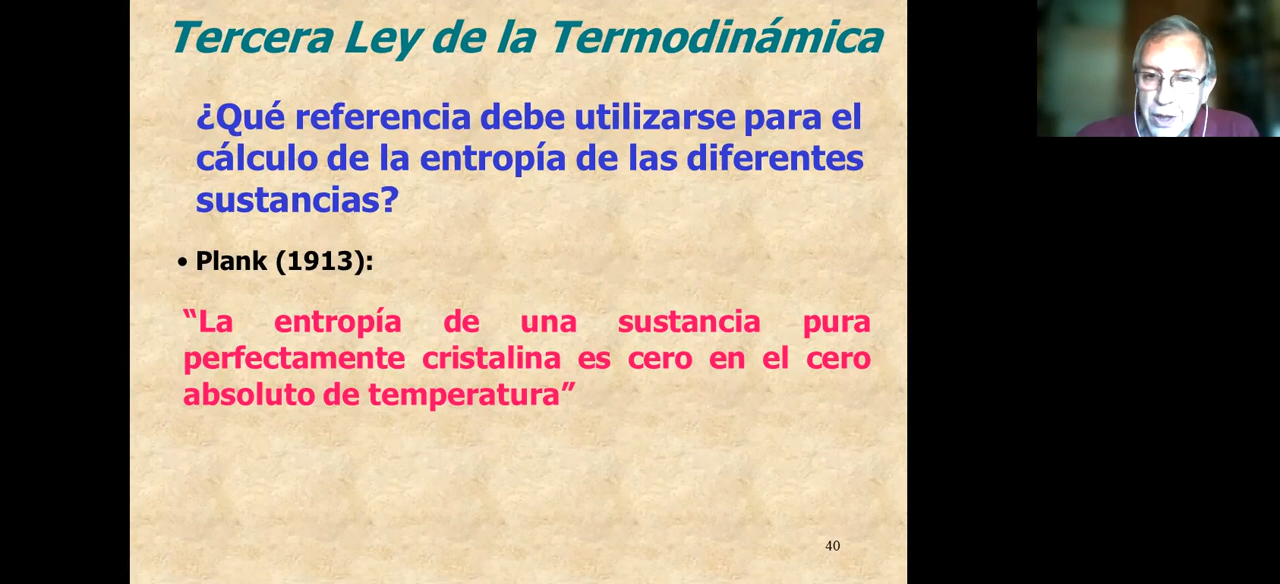 Tercera Ley de la Termodinámica
¿Qué referencia debe utilizarse para el
cálculo de la entropía de las diferentes
sustancias?
• Plank (1913):
“La entropía de una sustancia pura
perfectamente cristalina es cero en el cero
absoluto de temperatura”
40